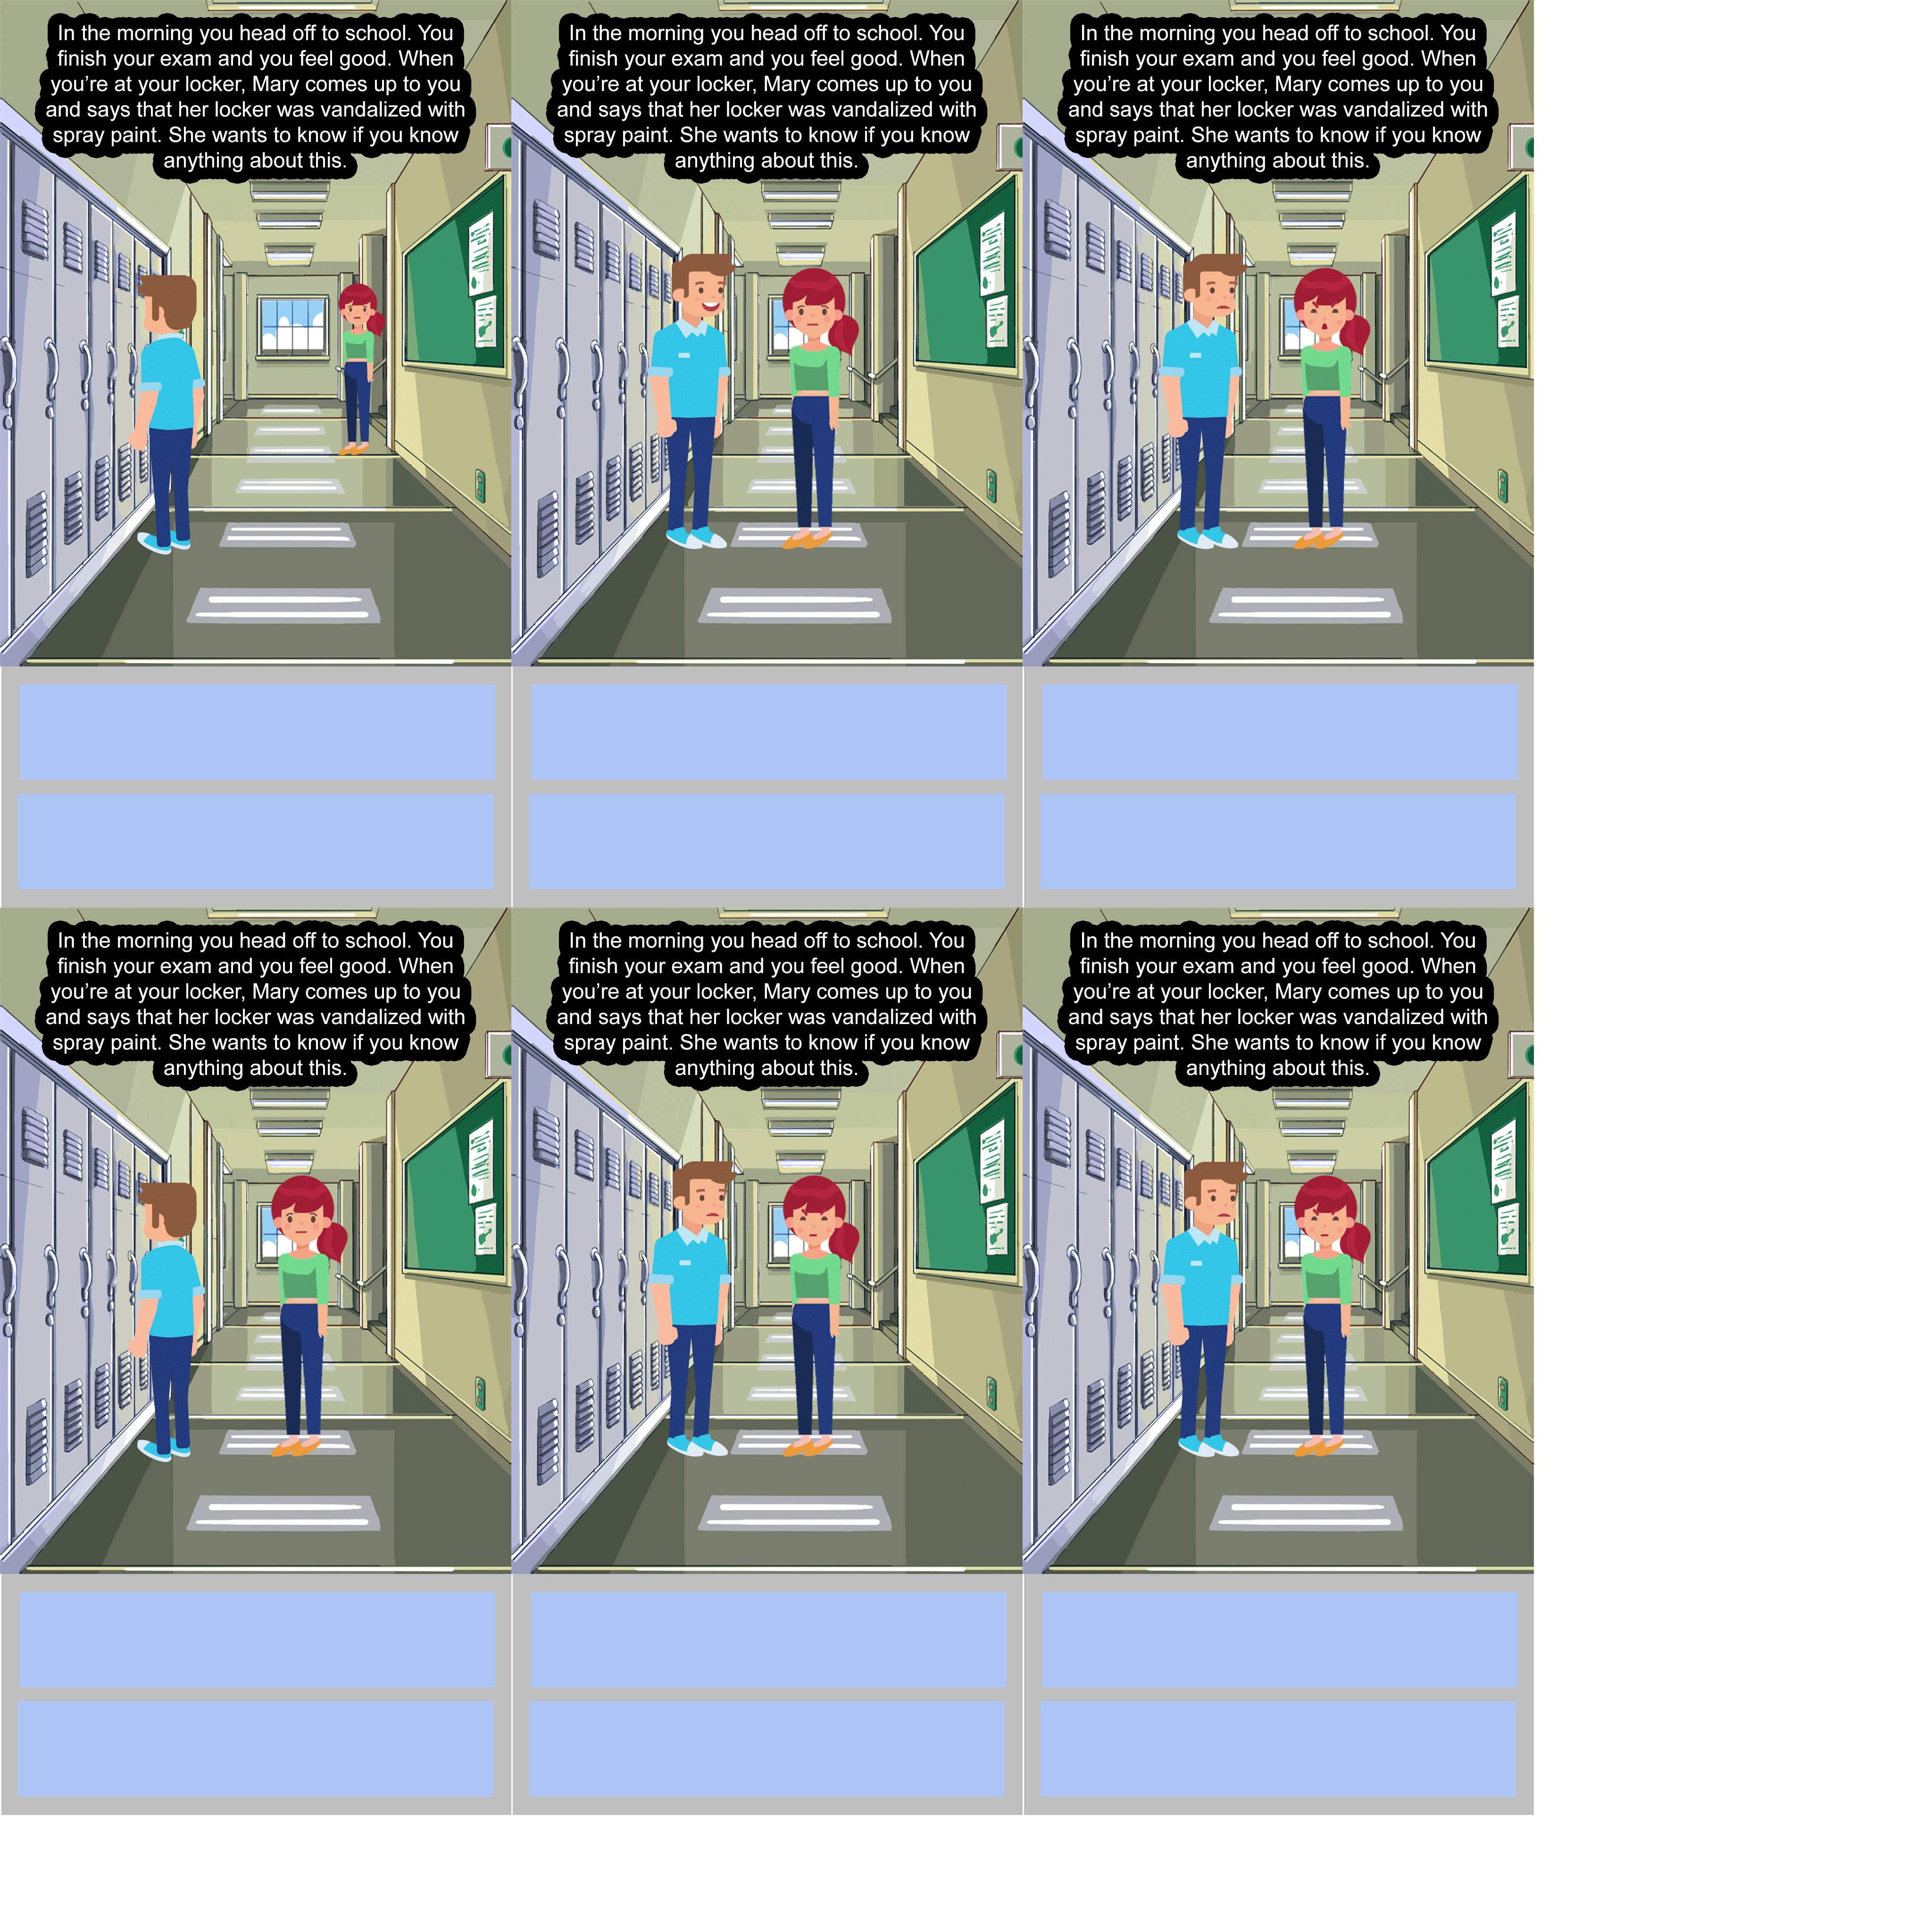 In the morning you head off to school. You
finish your exam and you feel good. When
you’re at your locker, Mary comes up to you
and says that her locker was vandalized with
spray paint. She wants to know if you know
anything about this.
In the morning you head off to school. You
finish your exam and you feel good. When
you’re at your locker, Mary comes up to you
and says that her locker was vandalized with
spray paint. She wants to know if you know
anything about this.
In the morning you head off to school. You
finish your exam and you feel good. When
you’re at your locker, Mary comes up to you
and says that her locker was vandalized with
spray paint. She wants to know if you know
anything about this.
In the morning you head off to school. You
finish your exam and you feel good. When
you’re at your locker, Mary comes up to you
and says that her locker was vandalized with
spray paint. She wants to know if you know
anything about this.
In the morning you head off to school. You
finish your exam and you feel good. When
you’re at your locker, Mary comes up to you
and says that her locker was vandalized with
spray paint. She wants to know if you know
anything about this.
In the morning you head off to school. You
finish your exam and you feel good. When
you’re at your locker, Mary comes up to you
and says that her locker was vandalized with
spray paint. She wants to know if you know
anything about this.